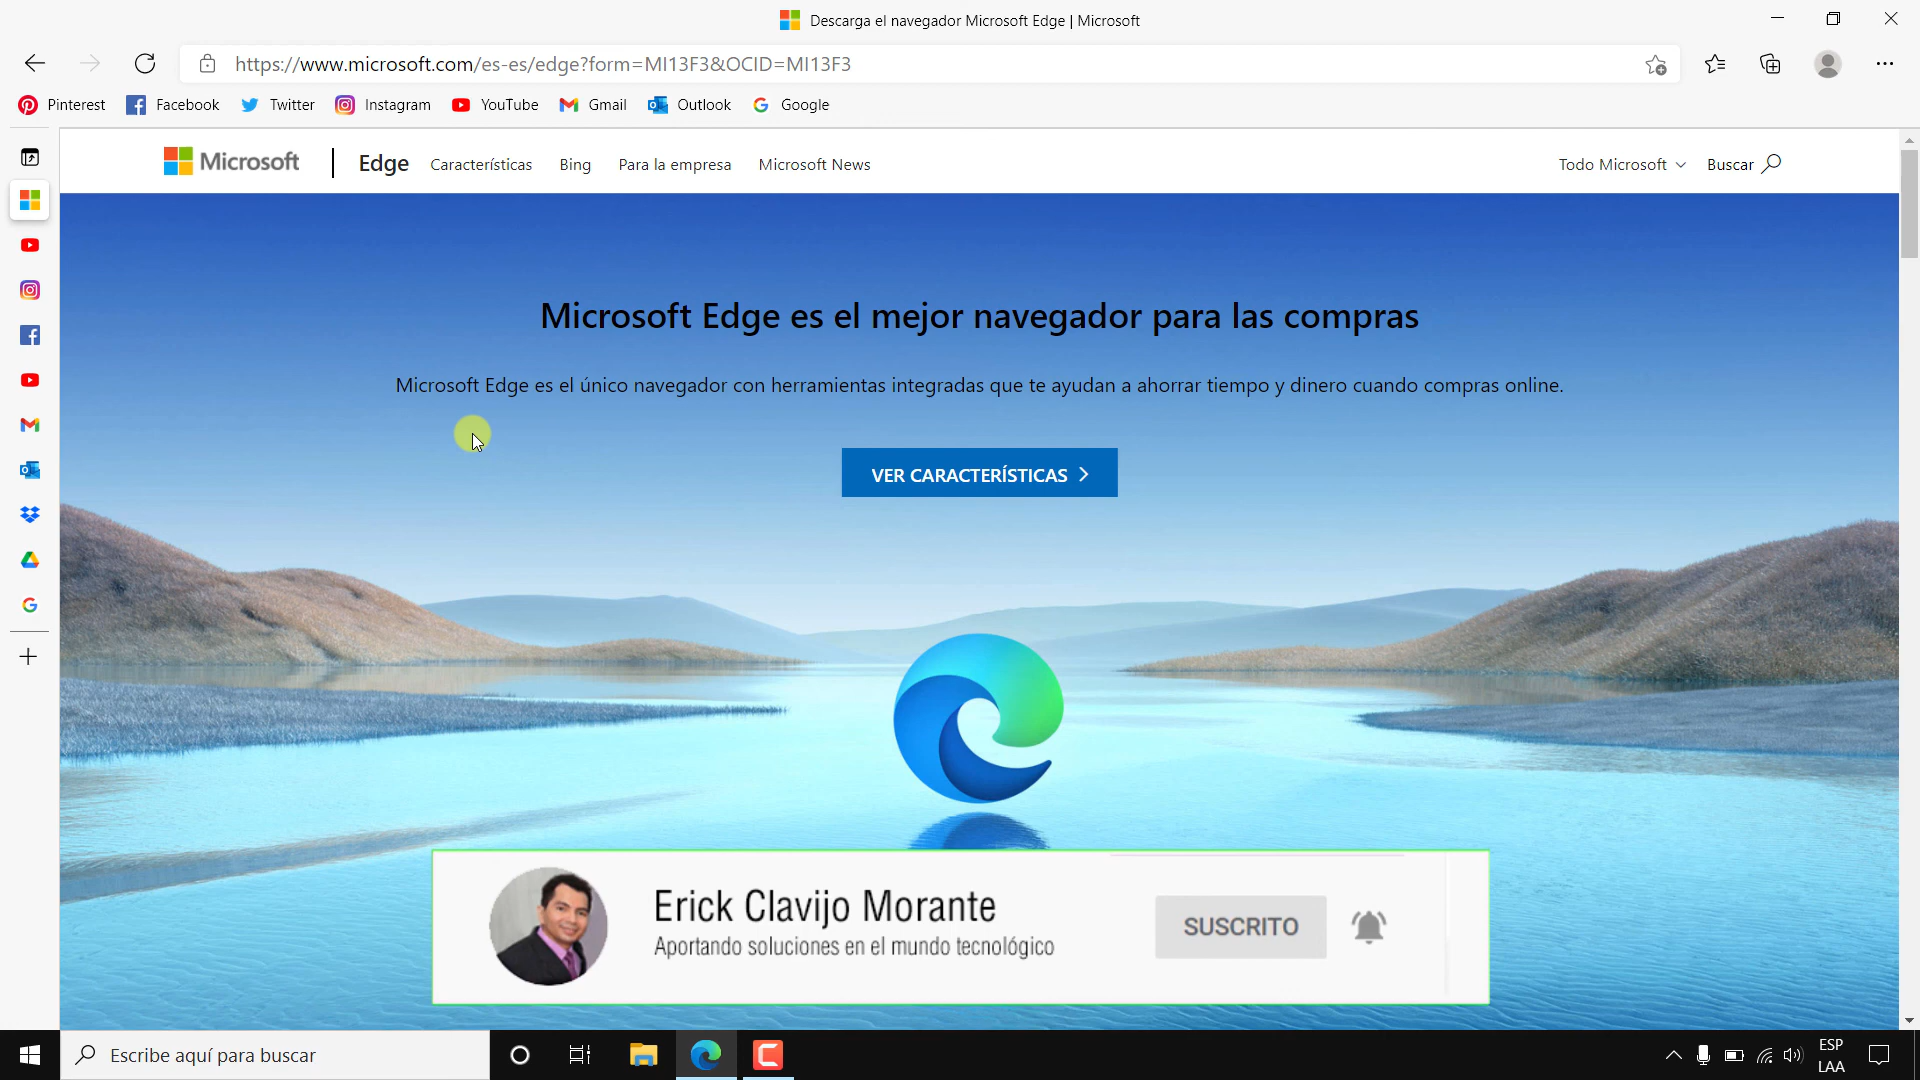 Descarga el navegador Microsoft Edge | Microsoft
https://www.microsoft.com/es-es/edge?form=MI13F3&OCID=MI13F3
Pinterest Facebook Twitter Instagram YouTube Gmail Outlook Google
Microsoft Edge Características Bing Para la empresa Microsoft News Todo Microsoft Buscar
Microsoft Edge es el mejor navegador para las compras
Microsoft Edge es el único navegador con herramientas integradas que te ayudan a ahorrar tiempo y dinero cuando compras online.
VER CARACTERÍSTICAS
Erick Clavijo Morante
Aportando soluciones en el mundo tecnológico
SUSCRITO
Escribe aquí para buscar
ESP
LAA